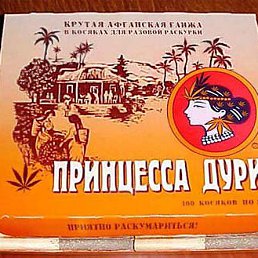 КРУТАЯ АФГАНСКАЯ ГАНЖА
В КОСЯКАХ ДЛЯ РАЗОВОЙ РАСКУРКИ
ПРИНЦЕССА ДУРИ
100 КОСЯКОВ ПО
ПРИЯТНО РАСКУМАРИТЬСЯ!